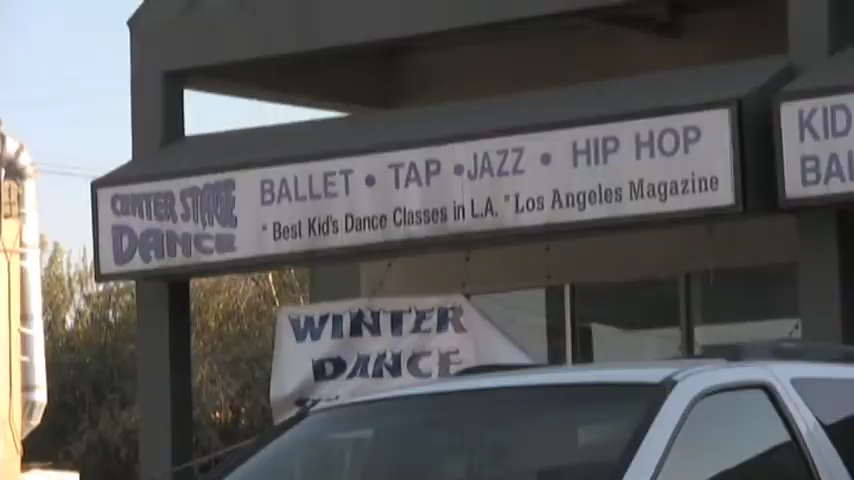 CENTER STAGE
DANCE
BALLET • TAP • JAZZ • HIP HOP
"Best Kid's Dance Classes in L.A." Los Angeles Magazine
KID
BAL
WINTER
DANCE